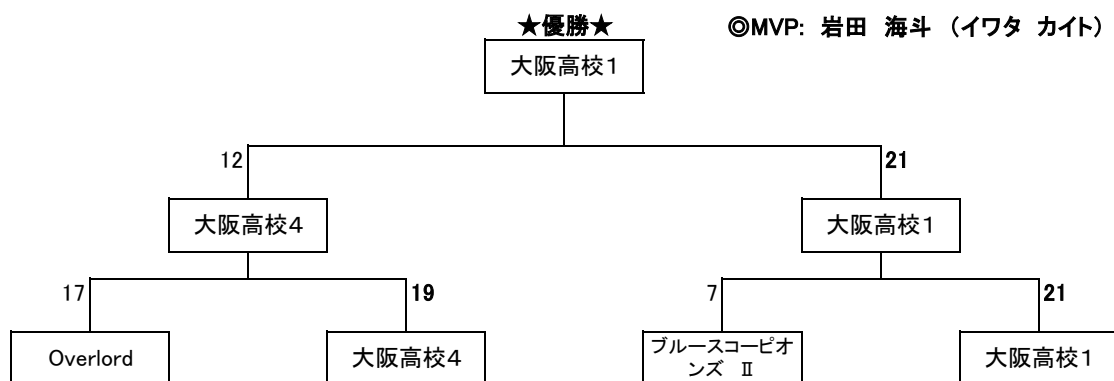 ★優勝★
◎MVP: 岩田 海斗 (イワタ カイト)
大阪高校1
12
21
大阪高校4
大阪高校1
17
19
7
21
Overlord
大阪高校4
ブルースコーピオ
ンズ Ⅱ
大阪高校1